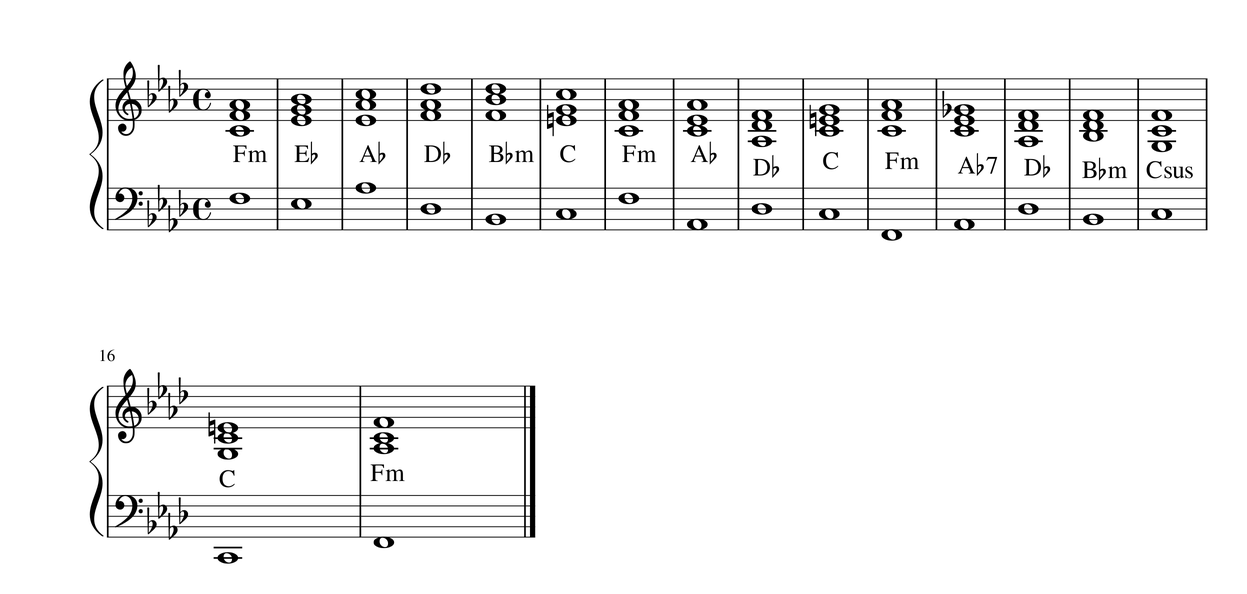 Fm E♭ A♭ D♭ B♭m C Fm A♭ D♭ C Fm A♭7 D♭ B♭m Csus
16
C Fm